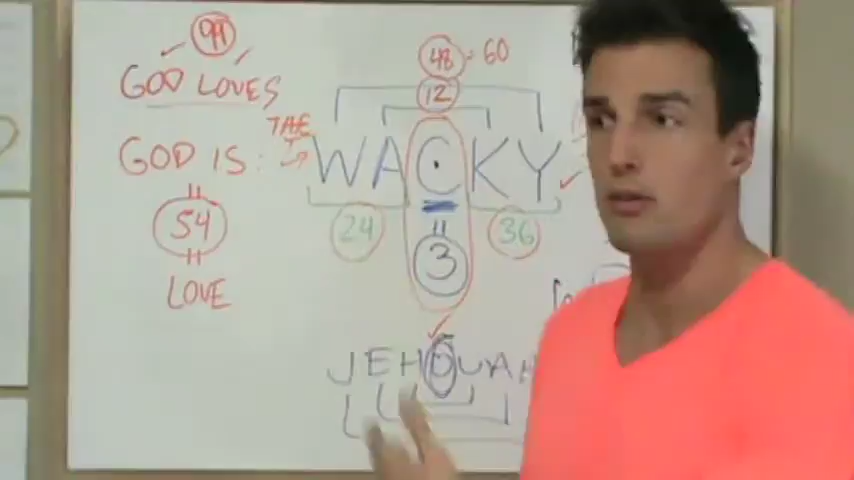 99
GOD LOVES
48 = 60
12
THE
GOD IS: → WACKY
24
36
54
=
3
LOVE
JEHOVAH